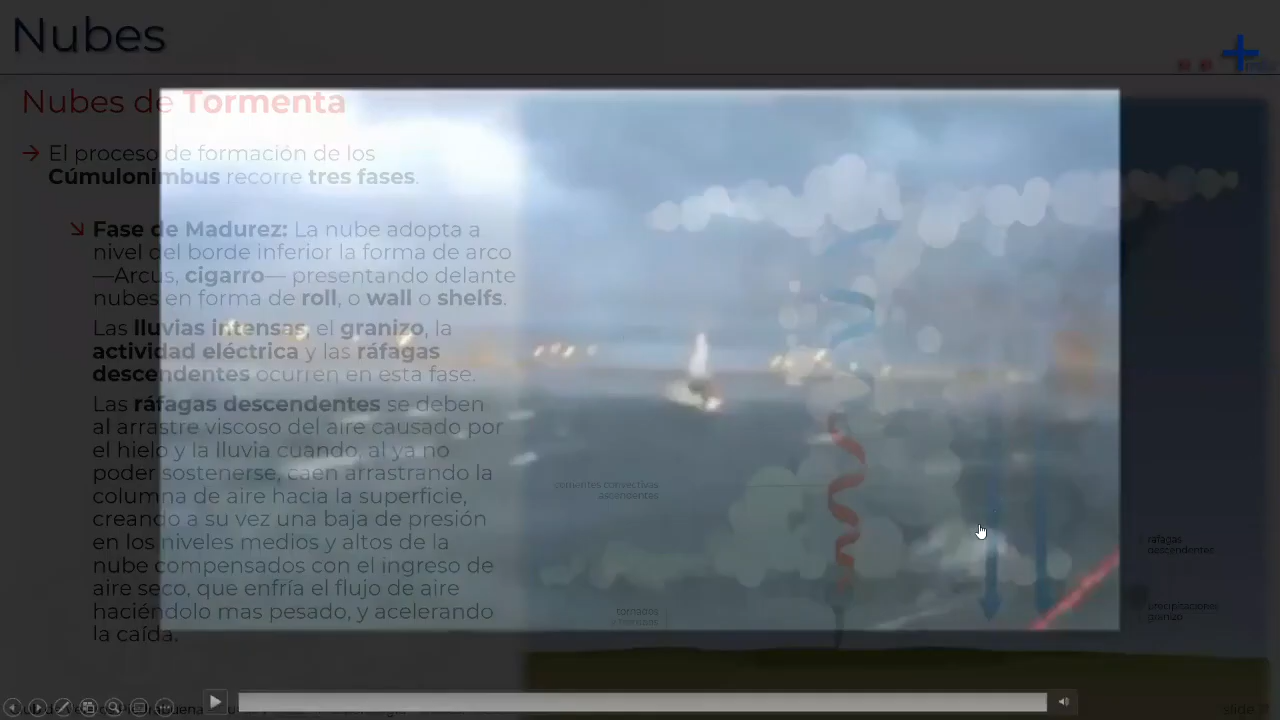 Nubes
Nubes de Tormenta
→ El proceso de formación de los
Cúmulonimbus recorre tres fases.
↘ Fase de Madurez: La nube adopta a
nivel del borde inferior la forma de arco
—Arcus, cigarro— presentando delante
nubes en forma de roll, o wall o shelfs.
Las lluvias intensas, el granizo, la
actividad eléctrica y las ráfagas
descendentes ocurren en esta fase.
Las ráfagas descendentes se deben
al arrastre viscoso del aire causado por
el hielo y la lluvia cuando, al ya no
poder sostenerse, caen arrastrando la
columna de aire hacia la superficie,
creando a su vez una baja de presión
en los niveles medios y altos de la
nube compensados con el ingreso de
aire seco, que enfría el flujo de aire
haciéndolo mas pesado, y acelerando
la caída.
corrientes convectivas
ascendentes
tornados
ráfagas
descendentes
precipitaciones
granizo
slide